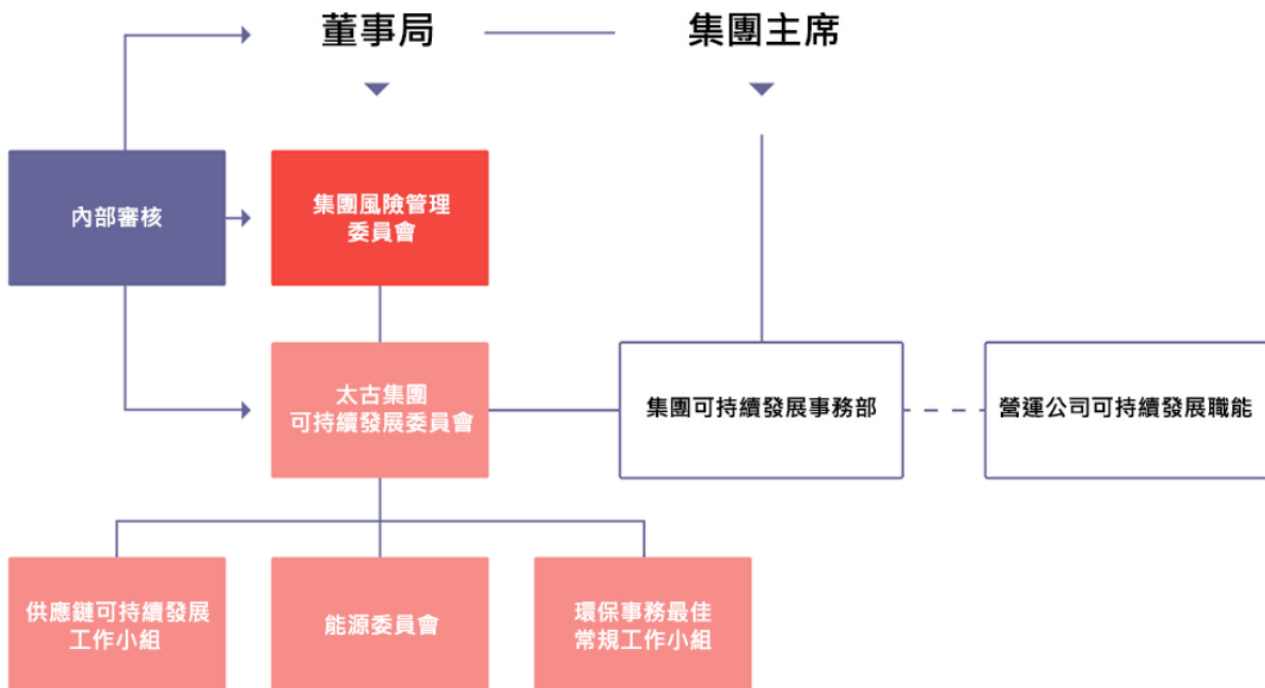 董事局
集團主席
內部審核
集團風險管理
委員會
太古集團
可持續發展委員會
集團可持續發展事務部
營運公司可持續發展職能
供應鏈可持續發展
工作小組
能源委員會
環保事務最佳
常規工作小組